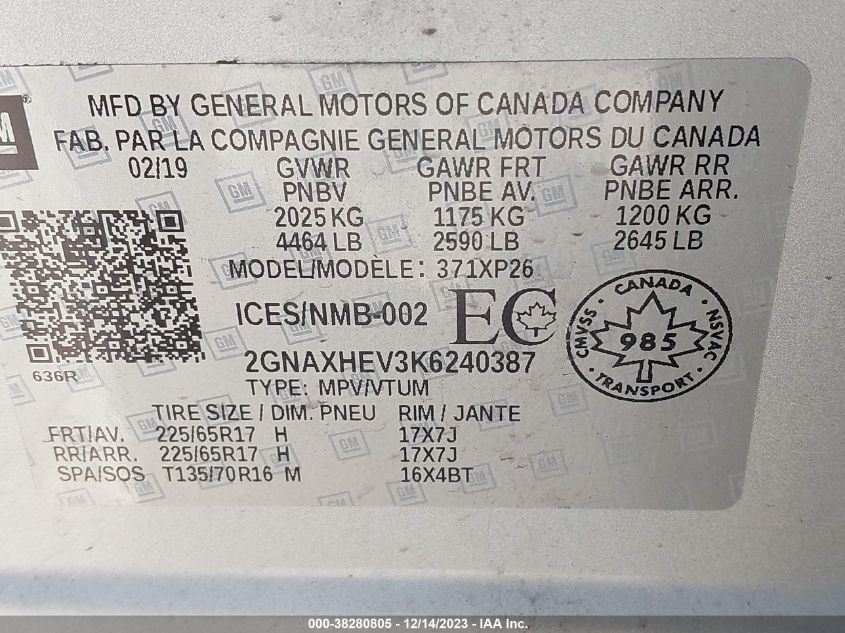 GM
MFD BY GENERAL MOTORS OF CANADA COMPANY
FAB. PAR LA COMPAGNIE GENERAL MOTORS DU CANADA
02/19 GVWR GAWR FRT GAWR RR
PNBV PNBE AV. PNBE ARR.
2025 KG 1175 KG 1200 KG
4464 LB 2590 LB 2645 LB
MODEL/MODÈLE: 371XP26
ICES/NMB-002 EC
CANADA
CMVSS 985 NSVAC
TRANSPORT
2GNAXHEV3K6240387
636R
TYPE: MPV/VTUM
TIRE SIZE / DIM. PNEU RIM / JANTE
FRT/AV. 225/65R17 H 17X7J
RR/ARR. 225/65R17 H 17X7J
SPA/SOS T135/70R16 M 16X4BT
000-38280805 - 12/14/2023 - IAA Inc.